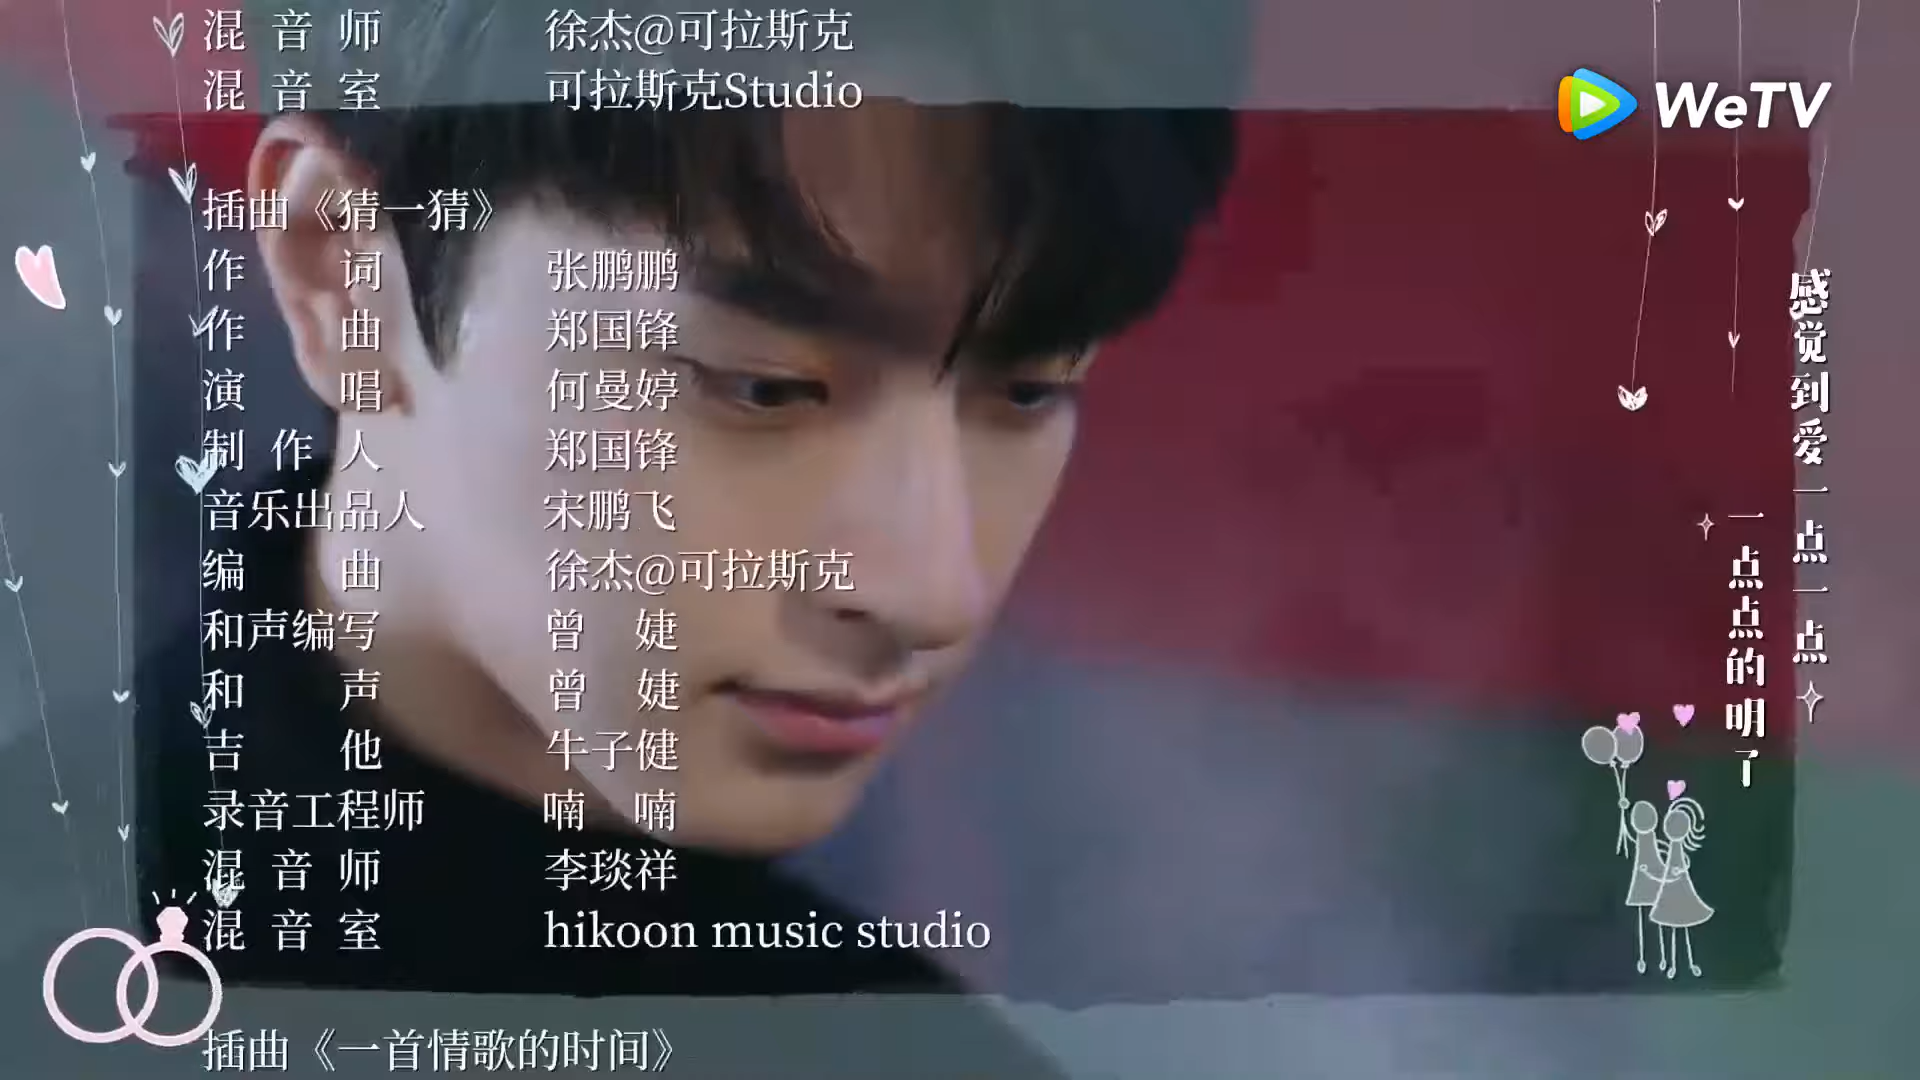 混音师 徐杰@可拉斯克
混音室 可拉斯克Studio
WeTV
插曲《猜一猜》
作词 张鹏鹏
作曲 郑国锋
演唱 何曼婷
制作人 郑国锋
音乐出品人 宋鹏飞
编曲 徐杰@可拉斯克
和声编写 曾婕
和声 曾婕
吉他 牛子健
录音工程师 喃喃
混音师 李琰祥
混音室 hikoon music studio
插曲《一首情歌的时间》
感觉到爱一点一点
一点点的明了